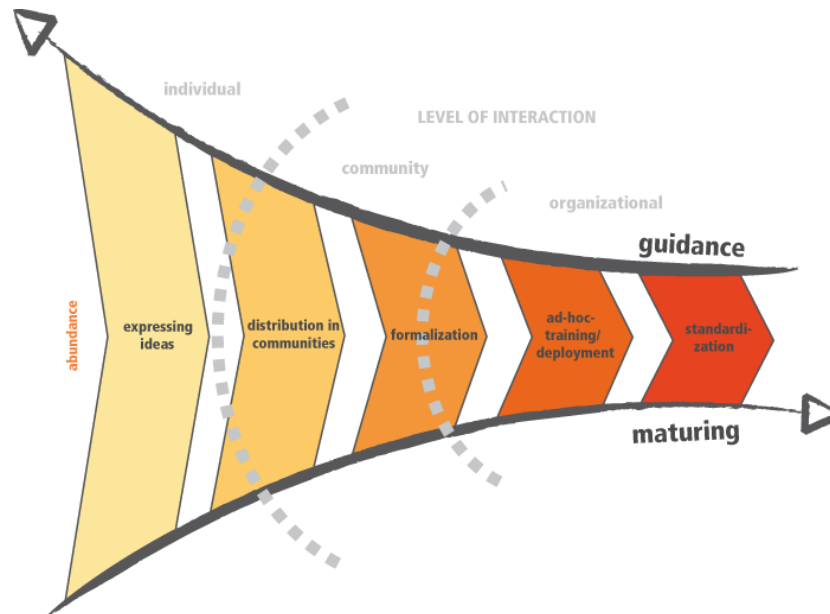 individual
LEVEL OF INTERACTION
community
organizational
guidance
abundance
expressing
ideas
distribution in
communities
formalization
ad-hoc-
training/
deployment
standardi-
zation
maturing